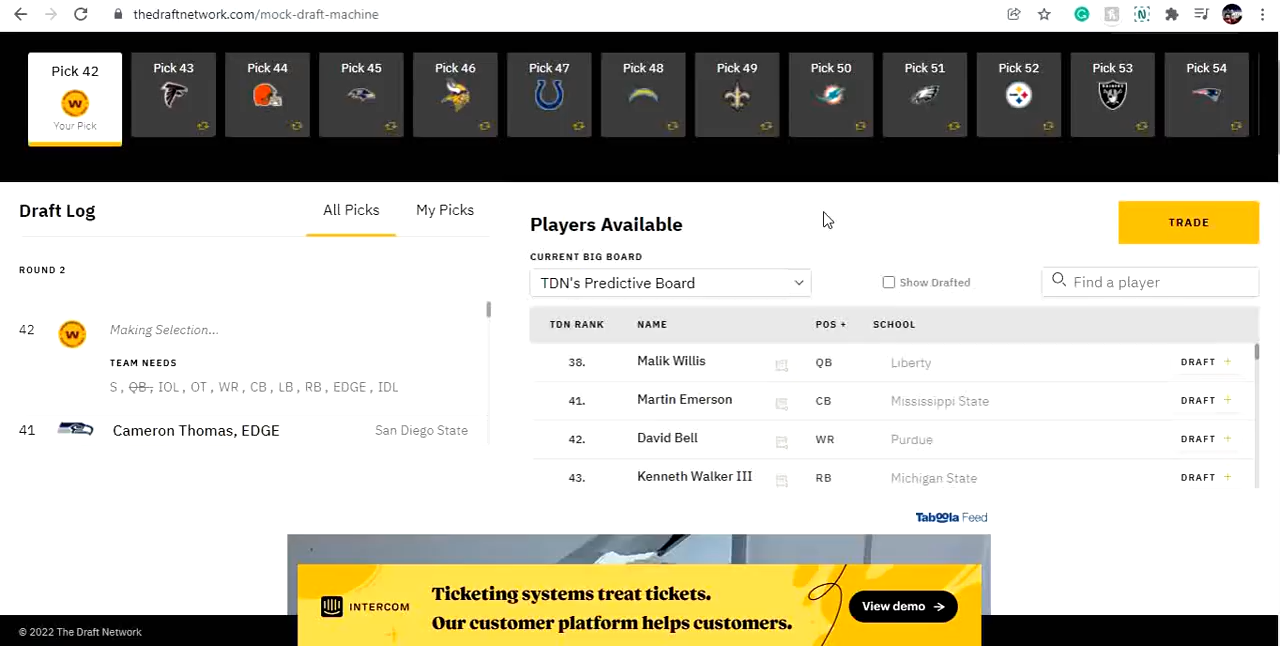 thedraftnetwork.com/mock-draft-machine
Pick 42
W
Your Pick
Pick 43
Pick 44
Pick 45
Pick 46
Pick 47
Pick 48
Pick 49
Pick 50
Pick 51
Pick 52
Pick 53
Pick 54
Draft Log
All Picks
My Picks
ROUND 2
42
W
Making Selection...
TEAM NEEDS
S , QB , IOL , OT , WR , CB , LB , RB , EDGE , IDL
41
Cameron Thomas, EDGE
San Diego State
Players Available
TRADE
CURRENT BIG BOARD
TDN's Predictive Board
Show Drafted
Find a player
TDN RANK NAME POS + SCHOOL
38. Malik Willis QB Liberty DRAFT +
41. Martin Emerson CB Mississippi State DRAFT +
42. David Bell WR Purdue DRAFT +
43. Kenneth Walker III RB Michigan State DRAFT +
Taboola Feed
INTERCOM
Ticketing systems treat tickets.
Our customer platform helps customers.
View demo →
© 2022 The Draft Network